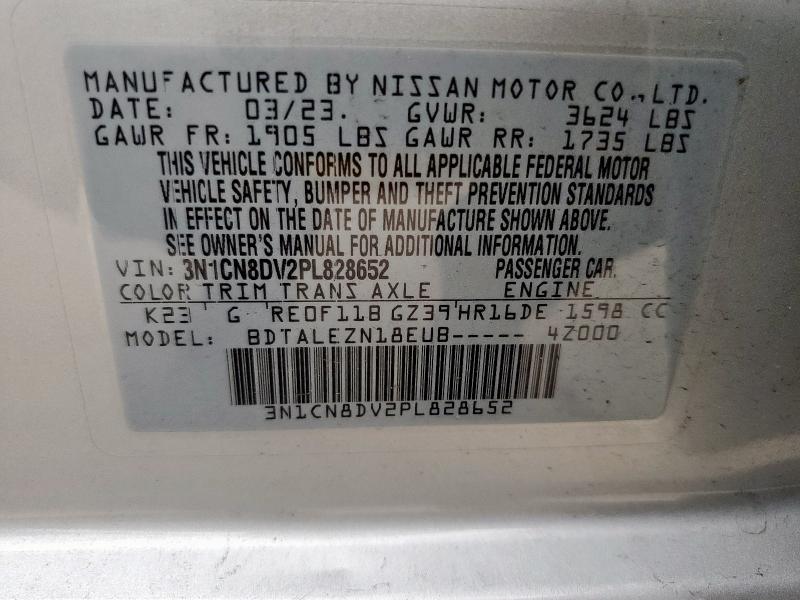 MANUFACTURED BY NISSAN MOTOR CO., LTD.
DATE: 03/23. GVWR: 3624 LBS
GAWR FR: 1905 LBS GAWR RR: 1735 LBS
THIS VEHICLE CONFORMS TO ALL APPLICABLE FEDERAL MOTOR
VEHICLE SAFETY, BUMPER AND THEFT PREVENTION STANDARDS
IN EFFECT ON THE DATE OF MANUFACTURE SHOWN ABOVE.
SEE OWNER'S MANUAL FOR ADDITIONAL INFORMATION.
VIN: 3N1CN8DV2PL828652 PASSENGER CAR.
COLOR TRIM TRANS AXLE ENGINE
K23 G RE0F11B GZ39 HR16DE 1598 CC
MODEL: BDTALEZN18EUB----- 4Z000
3N1CN8DV2PL828652